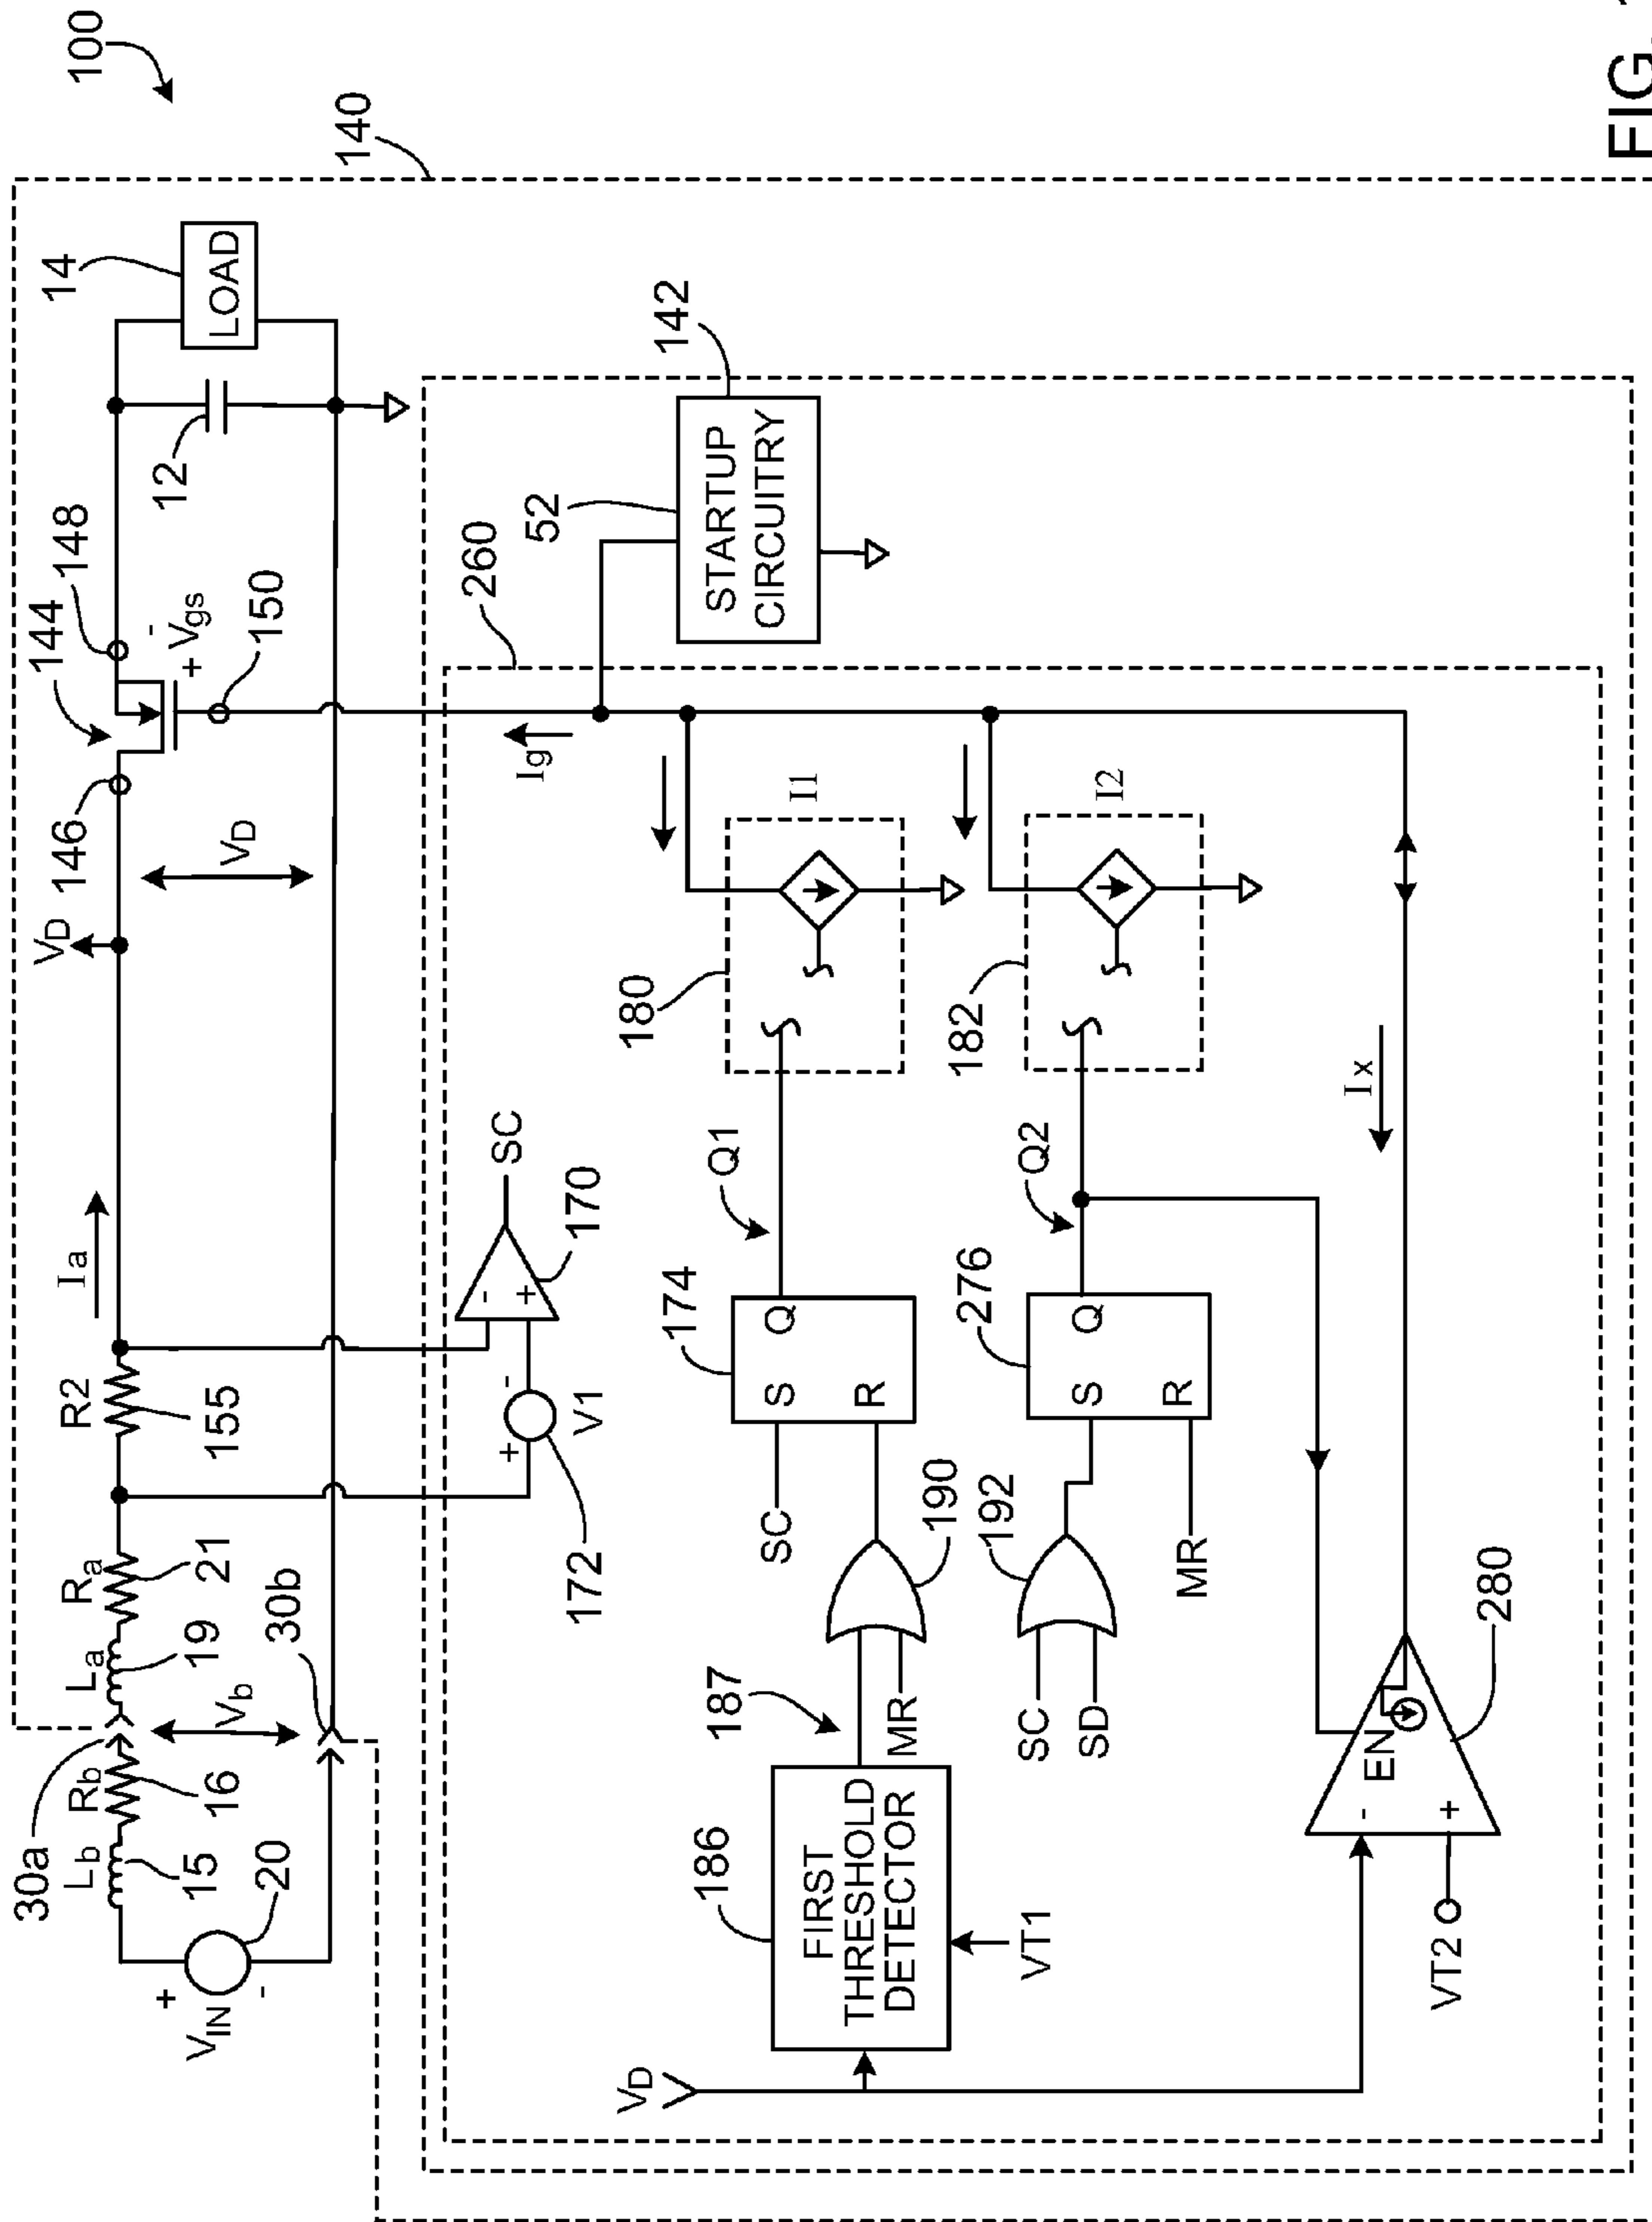 100
140
14
LOAD
12
144
148
-
+ Vgs
150
146
VD
VD
Ia
R2
155
Ra
21
La
19
Vb
30b
30a
Rb
16
Lb
15
20
+
VIN
-
142
52
STARTUP
CIRCUITRY
260
Ig
SC
170
-
+
-
V1
+
172
I1
180
I2
182
Q1
174
S
Q
R
SC
190
187
MR
186
FIRST
THRESHOLD
DETECTOR
VT1
VD
Q2
276
S
Q
R
192
SC
SD
MR
Ix
280
EN
-
+
VT2
FIG.